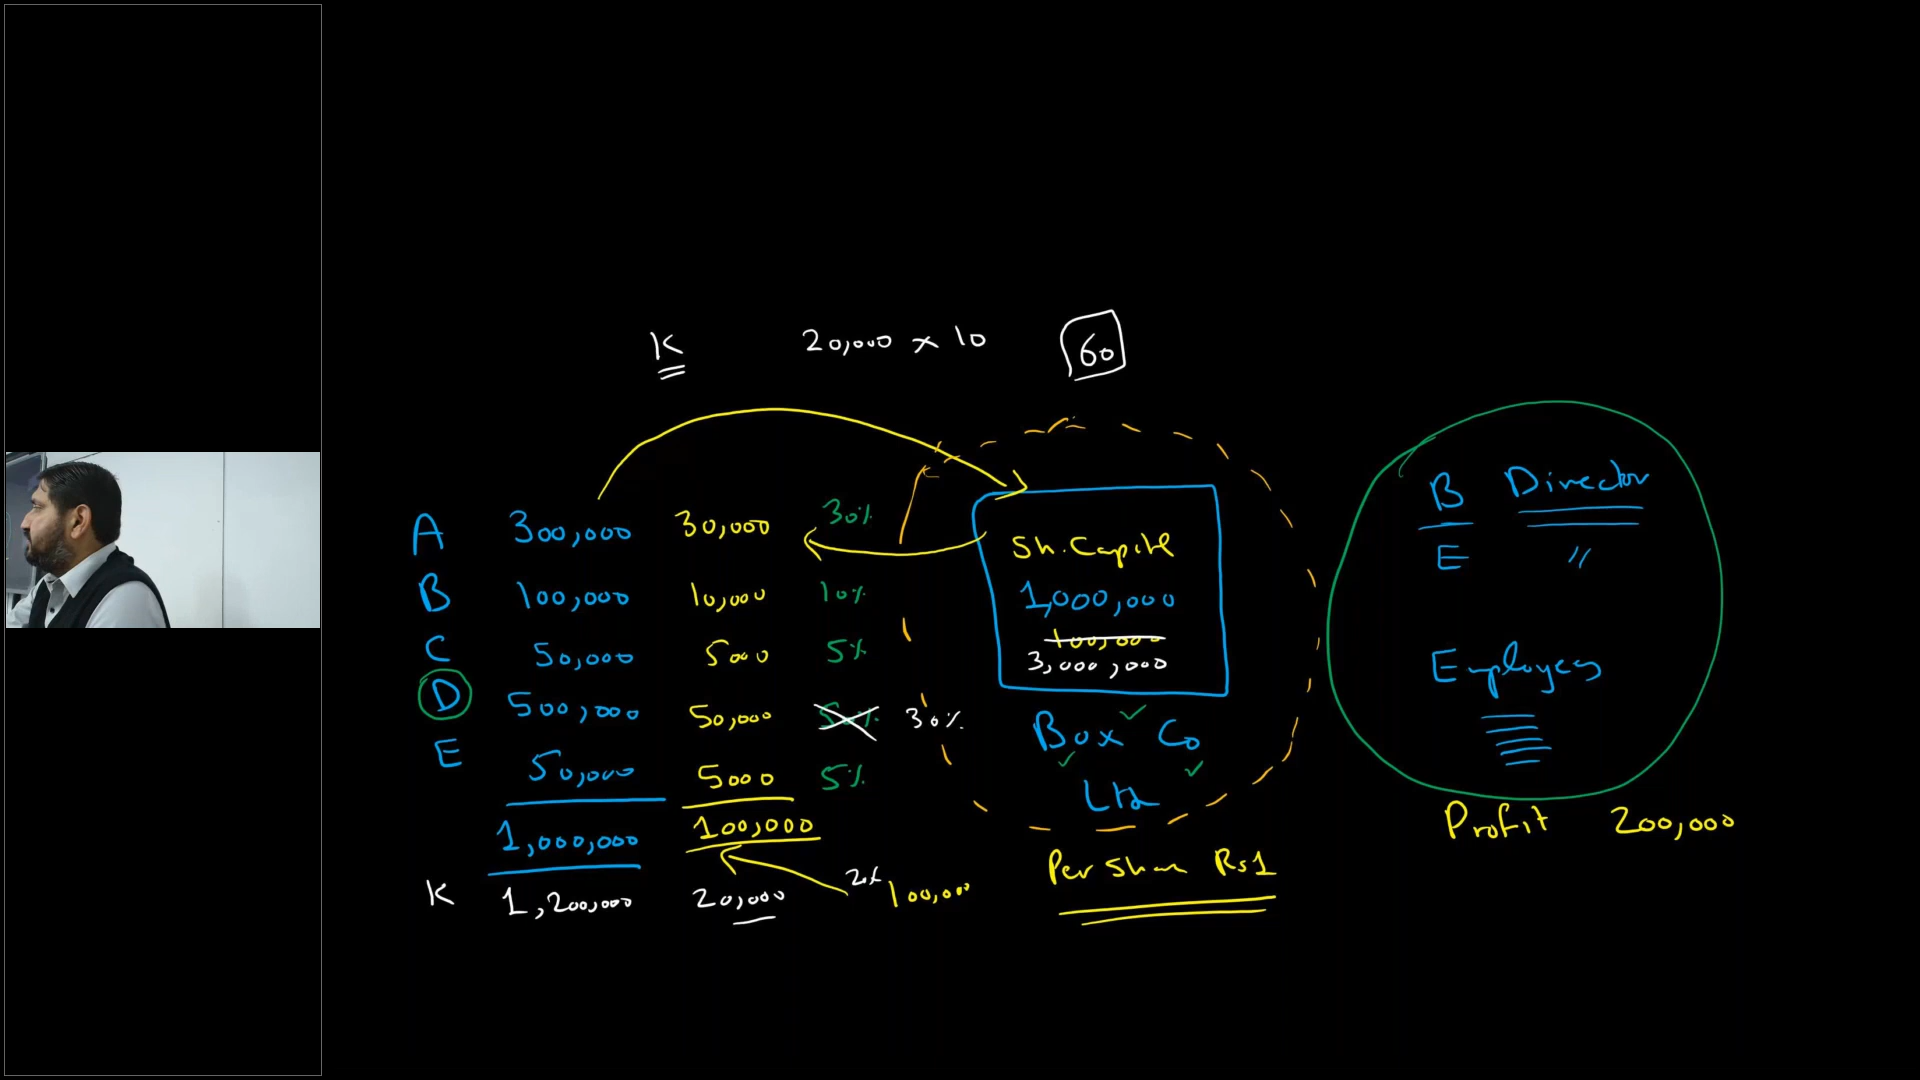 K 20,000 x 10 60
A 300,000 30,000 30%
B 100,000 10,000 10%
C 50,000 5000 5%
D 500,000 50,000 50% 30%
E 50,000 5000 5%
1,000,000 100,000
K 1,200,000 20,000 100,000
Sh. Capital
1,000,000
100,000
3,000,000
Box Co
Ltd
Per Share Rs1
B Director
E "
Employees
Profit 200,000